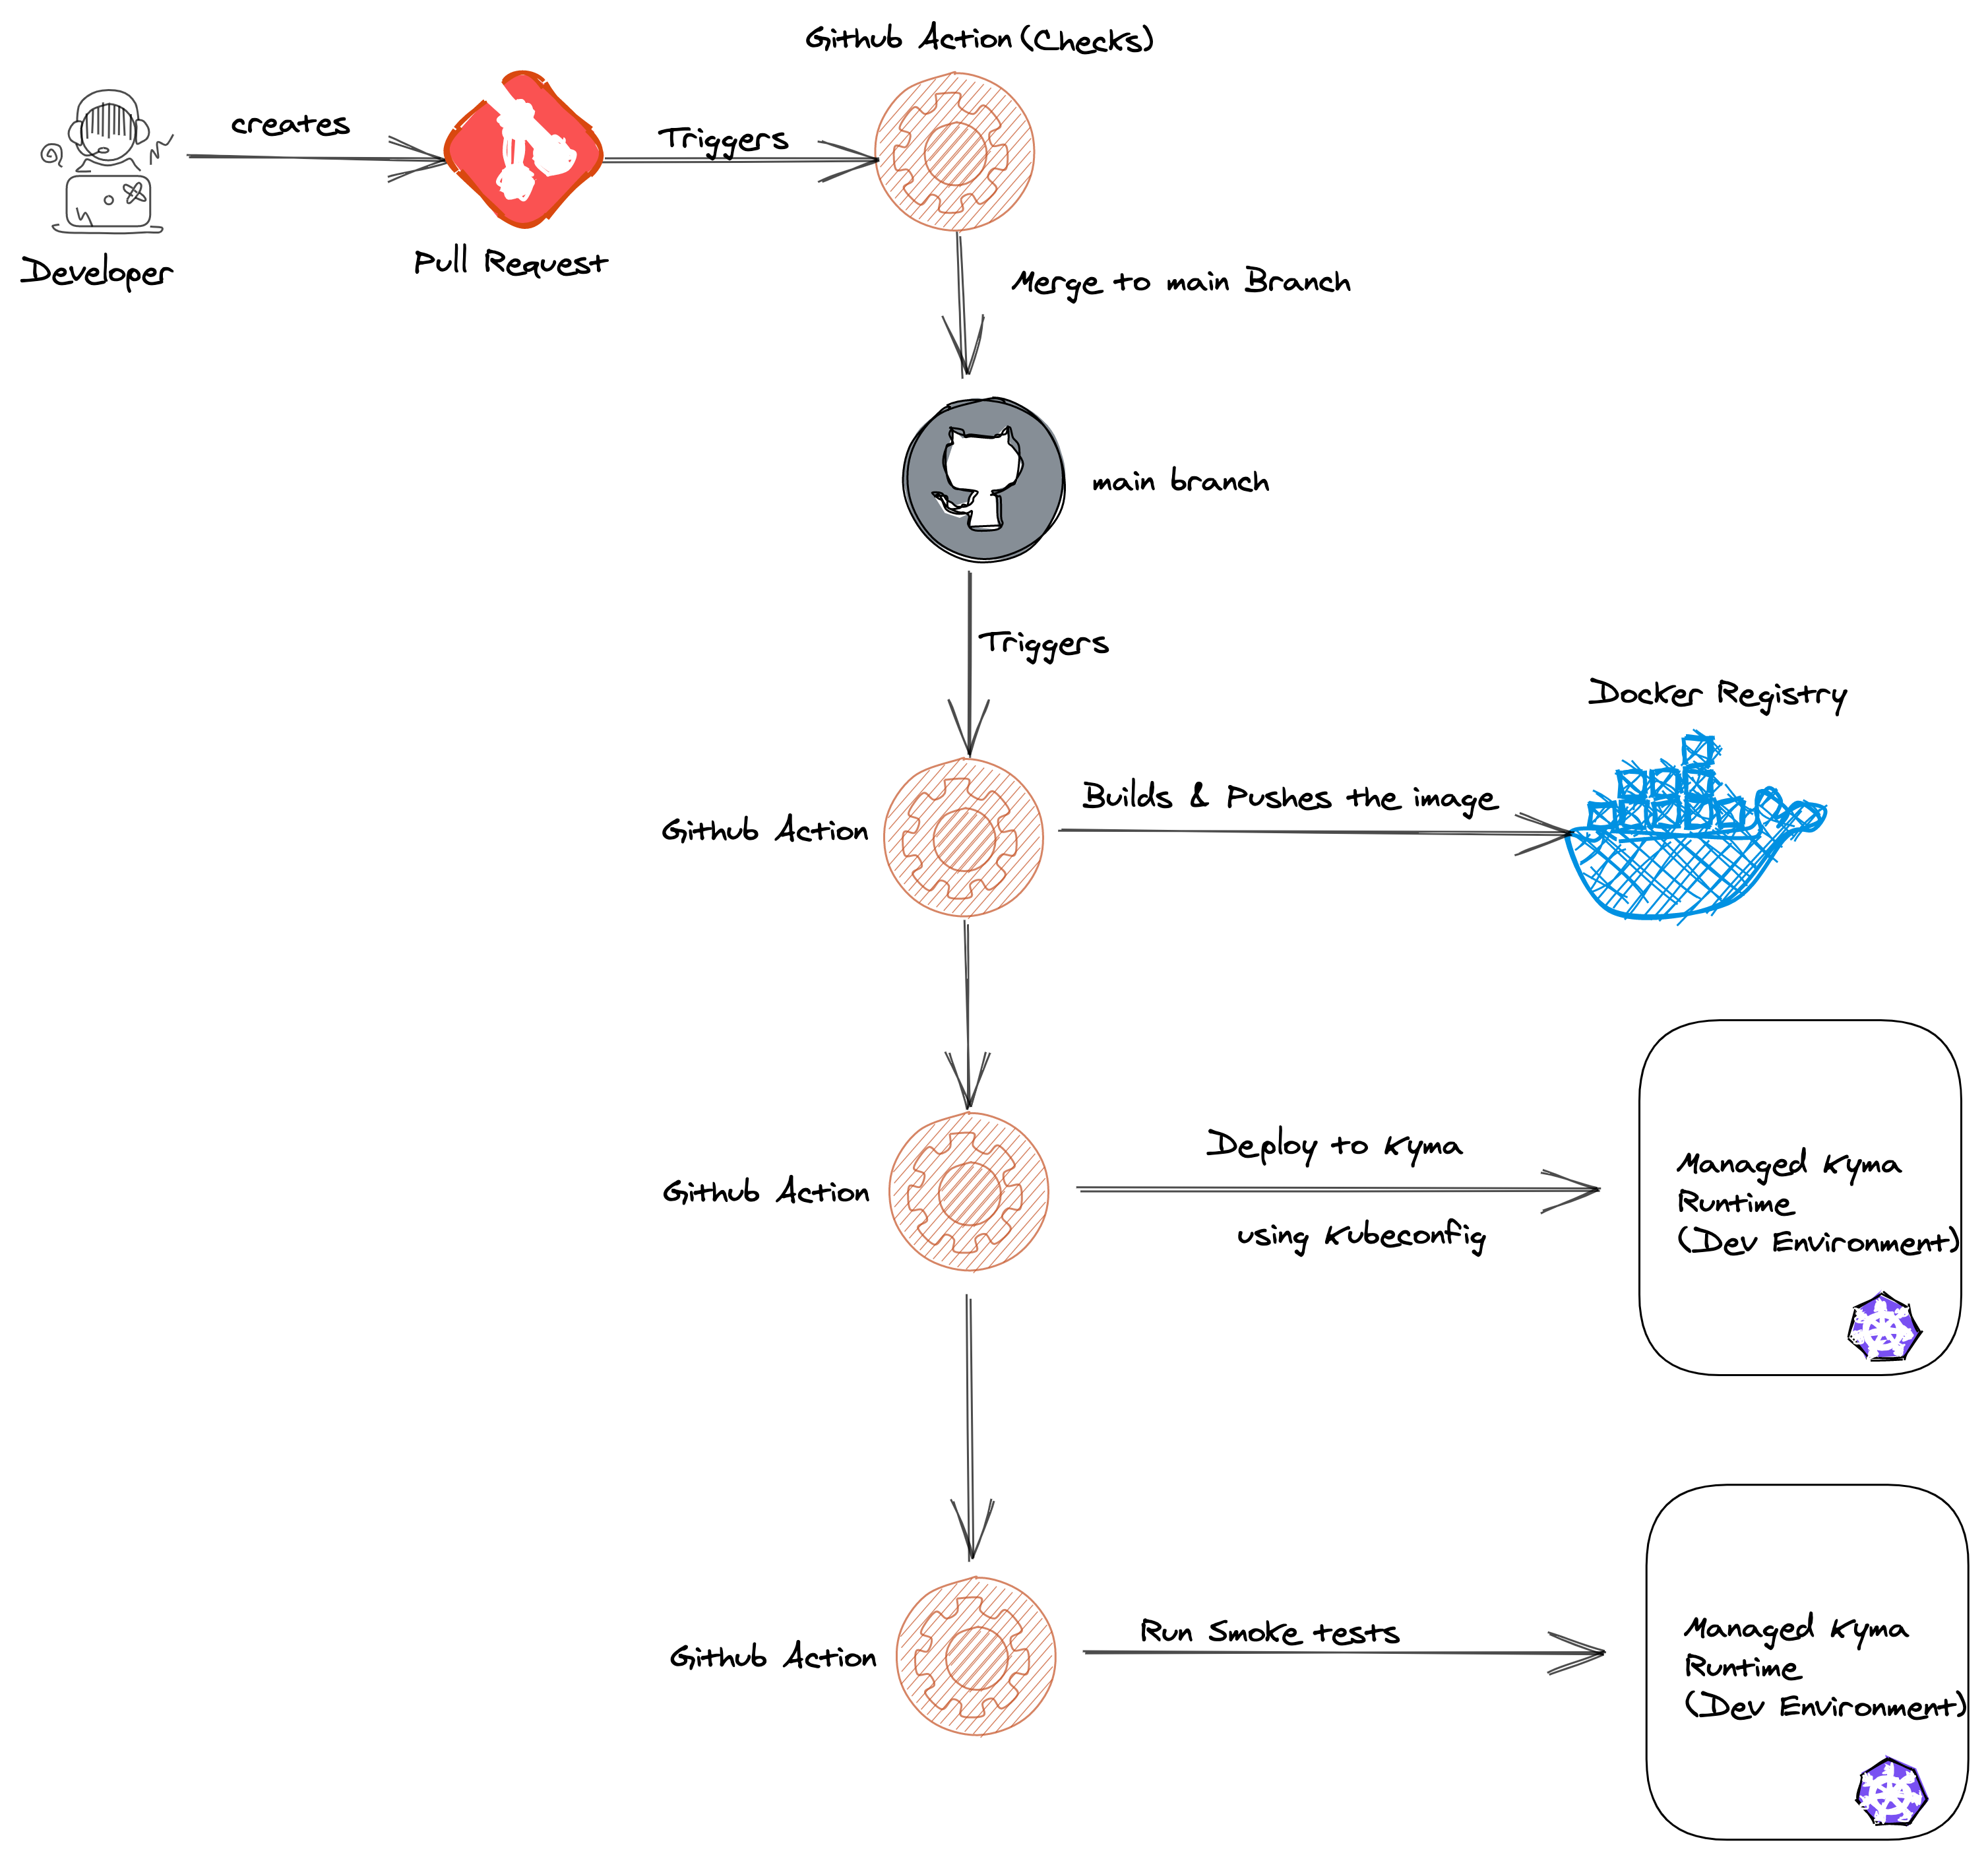 Github Action (Checks)
creates
Triggers
Developer
Pull Request
Merge to main Branch
main branch
Triggers
Docker Registry
Builds & Pushes the image
Github Action
Deploy to Kyma
using Kubeconfig
Github Action
Managed Kyma
Runtime
(Dev Environment)
Run Smoke tests
Github Action
Managed Kyma
Runtime
(Dev Environment)